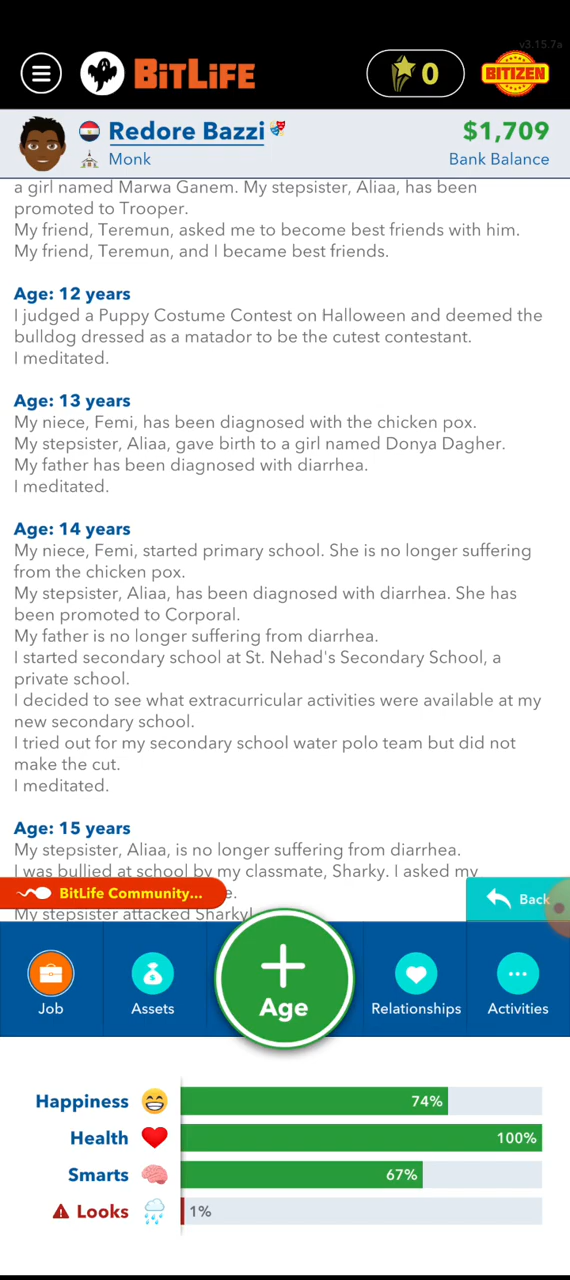 v3.15.7a
BitLife
0
BITIZEN
Redore Bazzi
$1,709
Monk
Bank Balance
a girl named Marwa Ganem. My stepsister, Aliaa, has been
promoted to Trooper.
My friend, Teremun, asked me to become best friends with him.
My friend, Teremun, and I became best friends.
Age: 12 years
I judged a Puppy Costume Contest on Halloween and deemed the
bulldog dressed as a matador to be the cutest contestant.
I meditated.
Age: 13 years
My niece, Femi, has been diagnosed with the chicken pox.
My stepsister, Aliaa, gave birth to a girl named Donya Dagher.
My father has been diagnosed with diarrhea.
I meditated.
Age: 14 years
My niece, Femi, started primary school. She is no longer suffering
from the chicken pox.
My stepsister, Aliaa, has been diagnosed with diarrhea. She has
been promoted to Corporal.
My father is no longer suffering from diarrhea.
I started secondary school at St. Nehad's Secondary School, a
private school.
I decided to see what extracurricular activities were available at my
new secondary school.
I tried out for my secondary school water polo team but did not
make the cut.
I meditated.
Age: 15 years
My stepsister, Aliaa, is no longer suffering from diarrhea.
I was bullied at school by my classmate, Sharky. I asked my
BitLife Community...
e.
Back
My stepsister attacked Sharky!
Job
Assets
Age
Relationships
Activities
Happiness
74%
Health
100%
Smarts
67%
Looks
1%